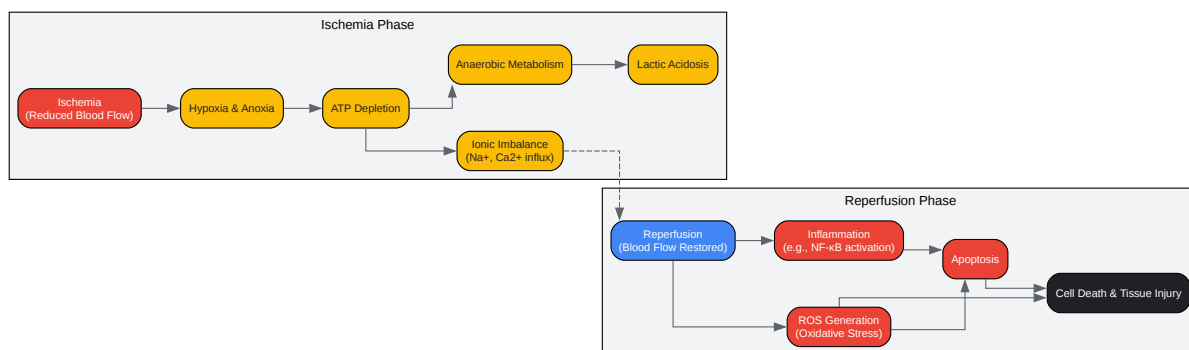 Ischemia Phase
Anaerobic Metabolism
Lactic Acidosis
Ischemia
(Reduced Blood Flow)
Hypoxia & Anoxia
ATP Depletion
Ionic Imbalance
(Na+, Ca2+ influx)
Reperfusion Phase
Reperfusion
(Blood Flow Restored)
Inflammation
(e.g., NF-κB activation)
Apoptosis
Cell Death & Tissue Injury
ROS Generation
(Oxidative Stress)